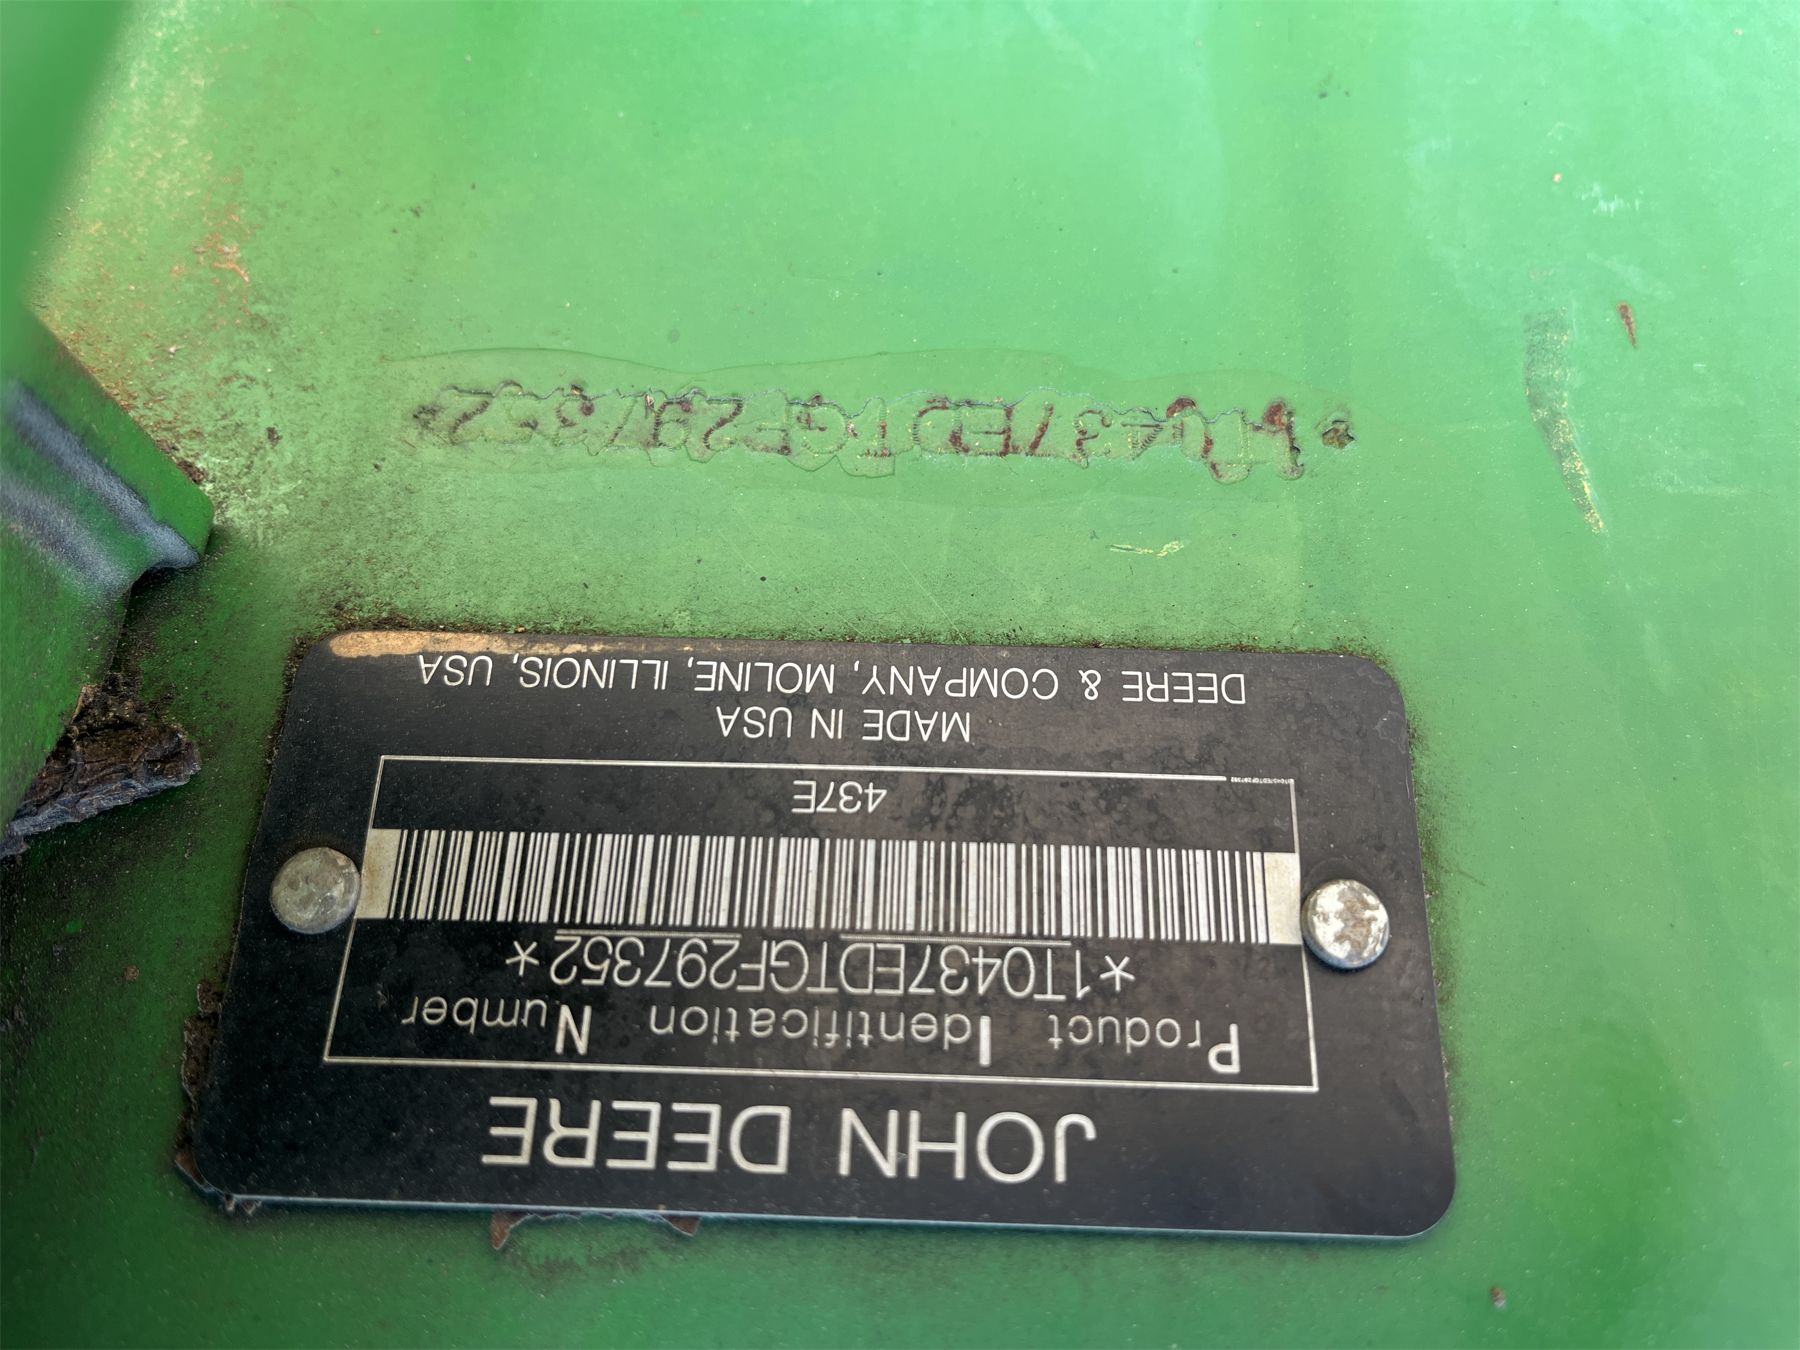 JOHN DEERE
Product Identification Number
*1T0437EDTGF297352*
437E
MADE IN USA
DEERE & COMPANY, MOLINE, ILLINOIS, USA
*1T0437EDTGF297352*